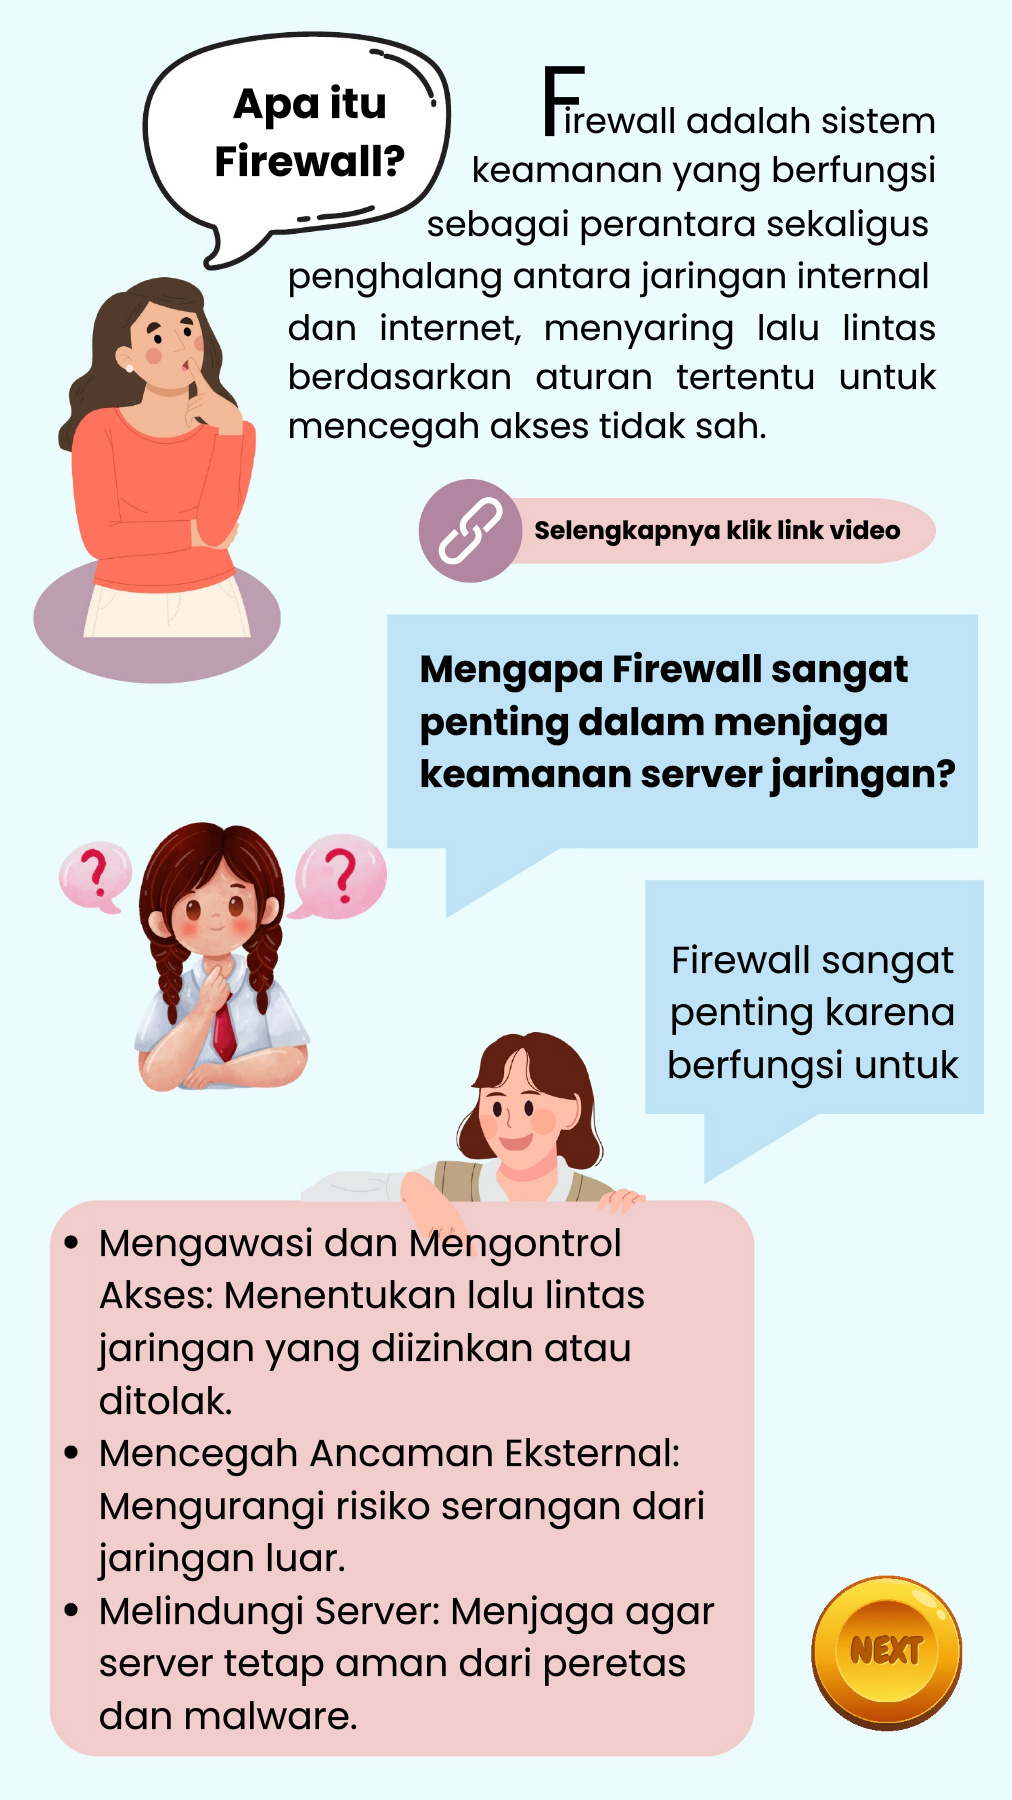 Apa itu
Firewall?
Firewall adalah sistem
keamanan yang berfungsi
sebagai perantara sekaligus
penghalang antara jaringan internal
dan internet, menyaring lalu lintas
berdasarkan aturan tertentu untuk
mencegah akses tidak sah.
Selengkapnya klik link video
Mengapa Firewall sangat
penting dalam menjaga
keamanan server jaringan?
?
?
Firewall sangat
penting karena
berfungsi untuk
• Mengawasi dan Mengontrol
Akses: Menentukan lalu lintas
jaringan yang diizinkan atau
ditolak.
• Mencegah Ancaman Eksternal:
Mengurangi risiko serangan dari
jaringan luar.
• Melindungi Server: Menjaga agar
server tetap aman dari peretas
dan malware.
NEXT